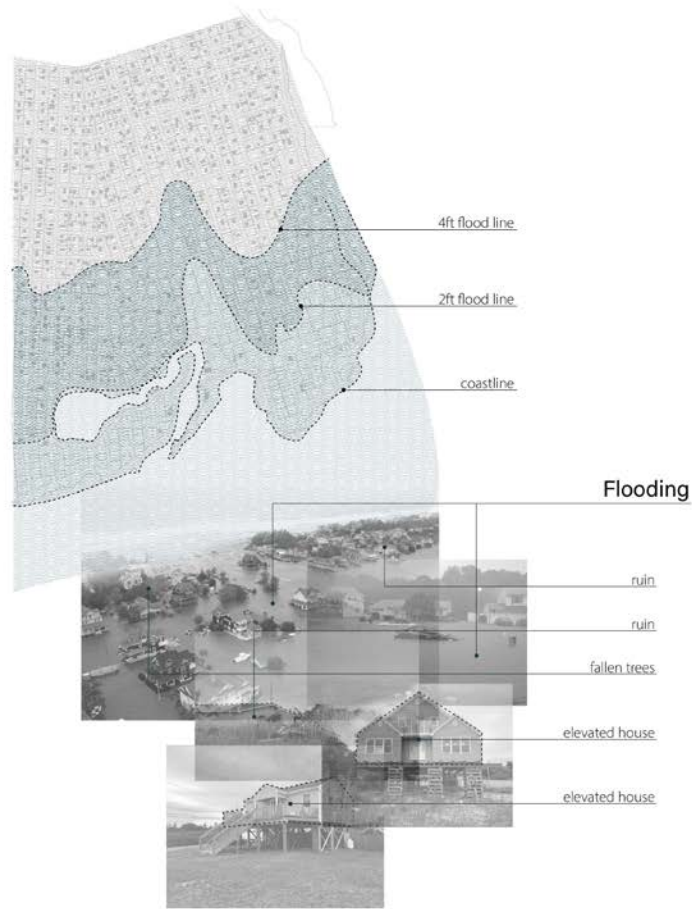 4ft flood line
2ft flood line
coastline
Flooding
ruin
ruin
fallen trees
elevated house
elevated house